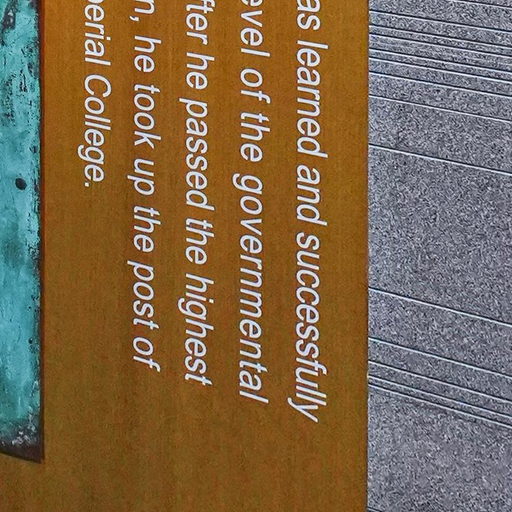 as learned and successfully
evel of the governmental
fter he passed the highest
n, he took up the post of
perial College.